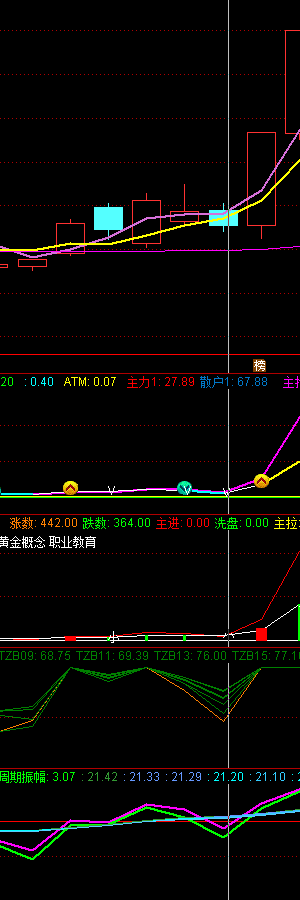 榜
20 : 0.40 ATM: 0.07 主力1: 27.89 散户1: 67.88 主
涨数: 442.00 跌数: 364.00 主进: 0.00 洗盘: 0.00 主拉:
黄金概念 职业教育
TZB09: 68.75 TZB11: 69.39 TZB13: 76.00 TZB15: 77.10
周期振幅: 3.07 : 21.42 : 21.33 : 21.29 : 21.20 : 21.10 : 2